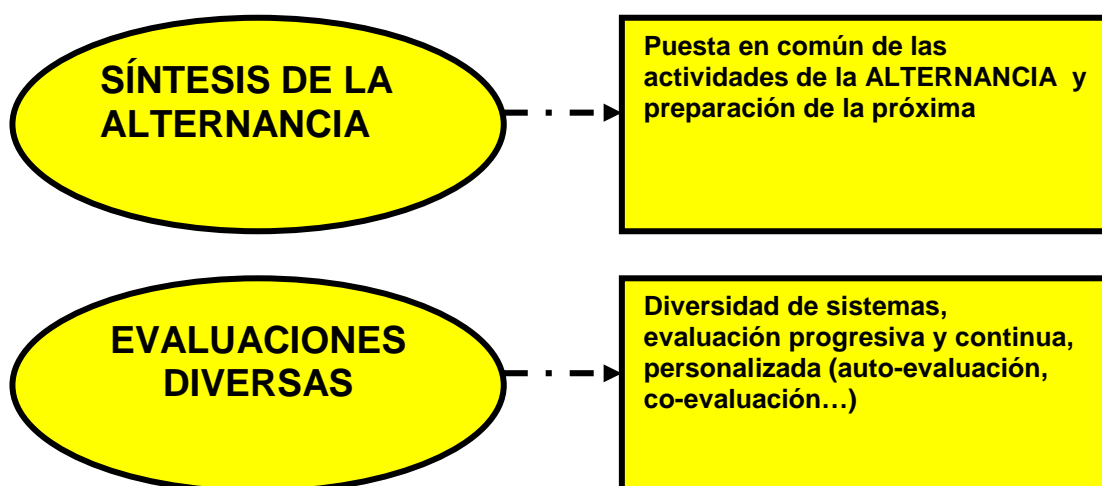 SÍNTESIS DE LA
ALTERNANCIA
Puesta en común de las
actividades de la ALTERNANCIA y
preparación de la próxima
EVALUACIONES
DIVERSAS
Diversidad de sistemas,
evaluación progresiva y continua,
personalizada (auto-evaluación,
co-evaluación…)